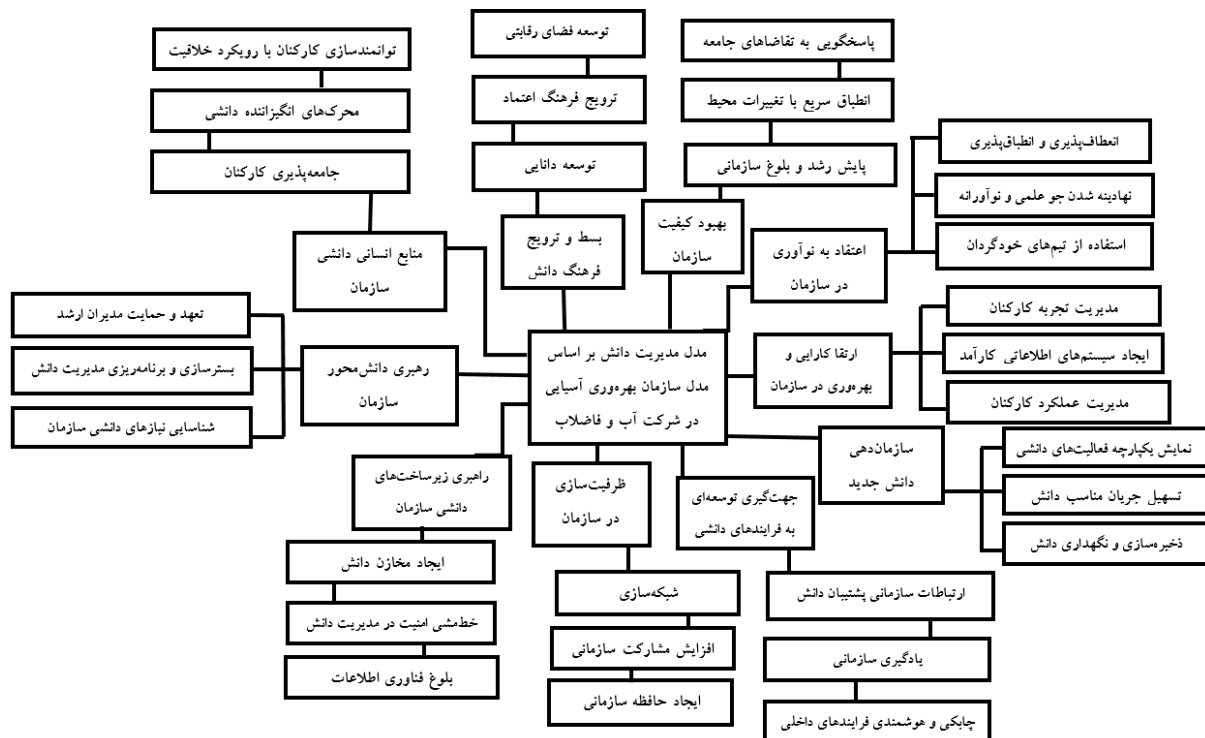 پاسخگویی به تقاضاهای جامعه
انطباق سریع با تغییرات محیط
پایش رشد و بلوغ سازمانی
بهبود کیفیت
سازمان
توسعه فضای رقابتی
ترویج فرهنگ اعتماد
توسعه دانایی
بسط و ترویج
فرهنگ دانش
توانمندسازی کارکنان با رویکرد خلاقیت
محرک‌های انگیزاننده دانشی
جامعه‌پذیری کارکنان
منابع انسانی دانشی
سازمان
انعطاف‌پذیری و انطباق‌پذیری
نهادینه شدن جو علمی و نوآورانه
استفاده از تیم‌های خودگردان
اعتقاد به نوآوری
در سازمان
مدیریت تجربه کارکنان
ایجاد سیستم‌های اطلاعاتی کارآمد
مدیریت عملکرد کارکنان
ارتقا کارایی و
بهره‌وری در سازمان
مدل مدیریت دانش بر اساس
مدل سازمان بهره‌وری آسیایی
در شرکت آب و فاضلاب
رهبری دانش‌محور
سازمان
تعهد و حمایت مدیران ارشد
بسترسازی و برنامه‌ریزی مدیریت دانش
شناسایی نیازهای دانشی سازمان
نمایش یکپارچه فعالیت‌های دانشی
تسهیل جریان مناسب دانش
ذخیره‌سازی و نگهداری دانش
سازمان‌دهی
دانش جدید
جهت‌گیری توسعه‌ای
به فرایندهای دانشی
ارتباطات سازمانی پشتیبان دانش
یادگیری سازمانی
چابکی و هوشمندی فرایندهای داخلی
ظرفیت‌سازی
در سازمان
شبکه‌سازی
افزایش مشارکت سازمانی
ایجاد حافظه سازمانی
راهبری زیرساخت‌های
دانشی سازمان
ایجاد مخازن دانش
خط‌مشی امنیت در مدیریت دانش
بلوغ فناوری اطلاعات